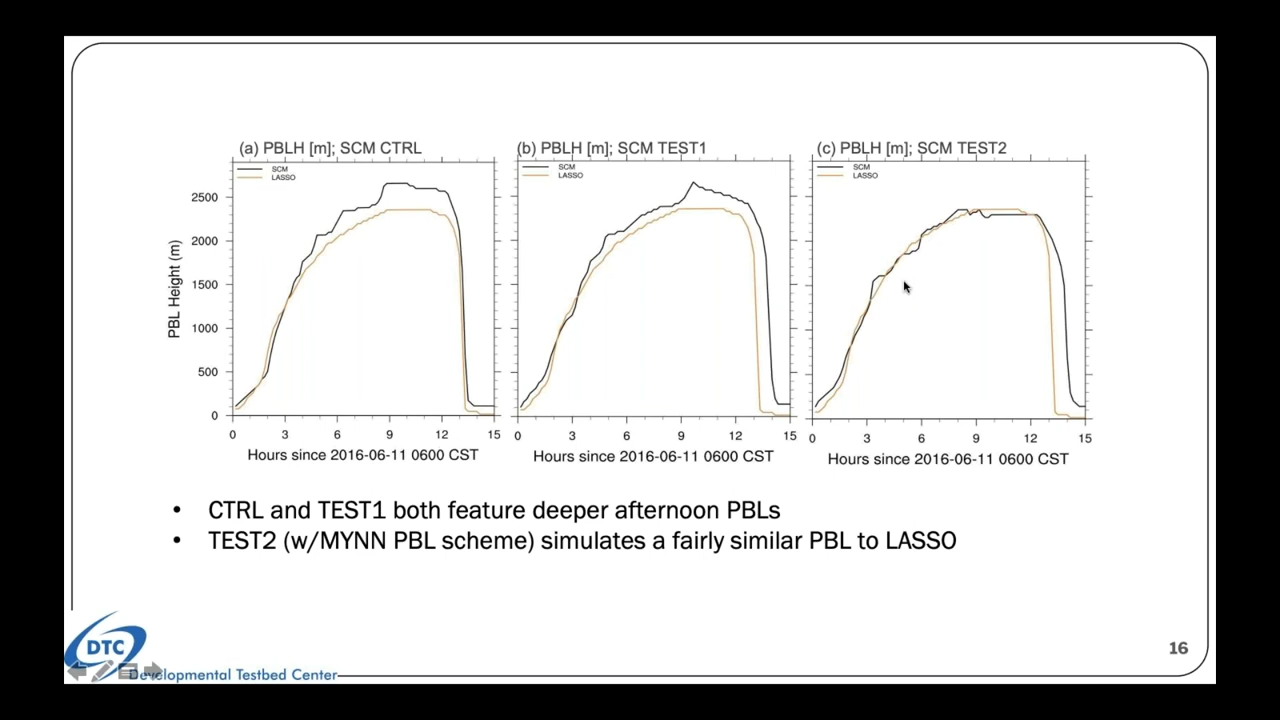 (a) PBLH [m]; SCM CTRL
SCM
LASSO
PBL Height (m)
2500
2000
1500
1000
500
0
0 3 6 9 12 15
Hours since 2016-06-11 0600 CST
(b) PBLH [m]; SCM TEST1
SCM
LASSO
0 3 6 9 12 15
Hours since 2016-06-11 0600 CST
(c) PBLH [m]; SCM TEST2
SCM
LASSO
0 3 6 9 12 15
Hours since 2016-06-11 0600 CST
• CTRL and TEST1 both feature deeper afternoon PBLs
• TEST2 (w/MYNN PBL scheme) simulates a fairly similar PBL to LASSO
DTC
Developmental Testbed Center
16